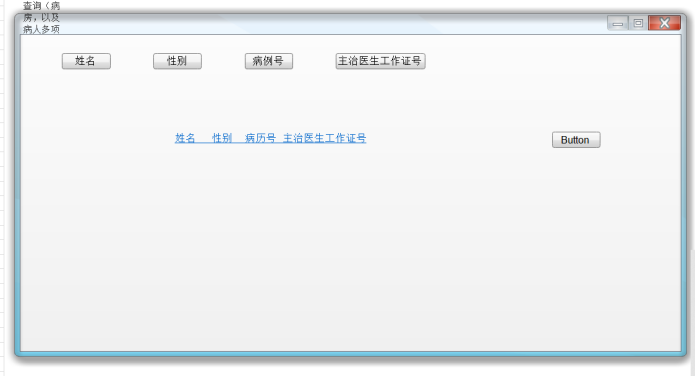 查询（病
房，以及
病人多项
姓名 性别 病例号 主治医生工作证号
姓名 性别 病历号 主治医生工作证号 Button